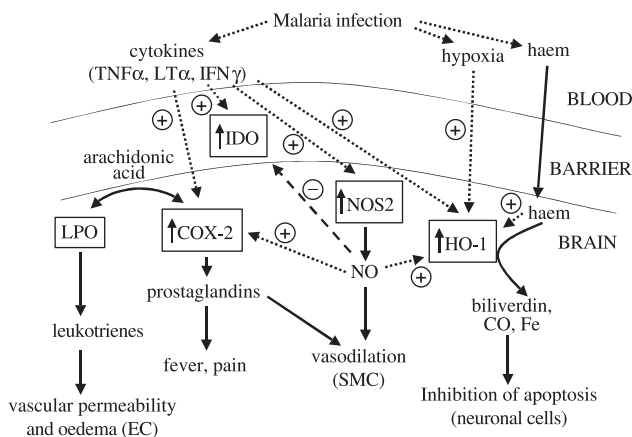 Malaria infection
cytokines
(TNFα, LTα, IFNγ)
hypoxia
haem
BLOOD
+
+
+
+
+
↑IDO
BARRIER
arachidonic
acid
−
↑NOS2
+
haem
LPO
↑COX-2
+
↑HO-1
BRAIN
NO
+
prostaglandins
biliverdin,
CO, Fe
leukotrienes
fever, pain
vasodilation
(SMC)
vascular permeability
and oedema (EC)
Inhibition of apoptosis
(neuronal cells)